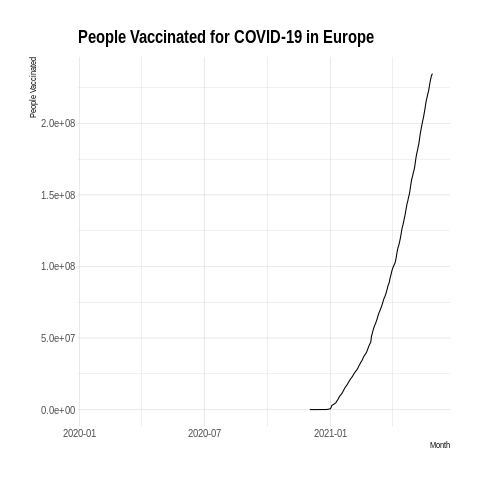 People Vaccinated for COVID-19 in Europe
People Vaccinated
2.0e+08
1.5e+08
1.0e+08
5.0e+07
0.0e+00
2020-01
2020-07
2021-01
Month